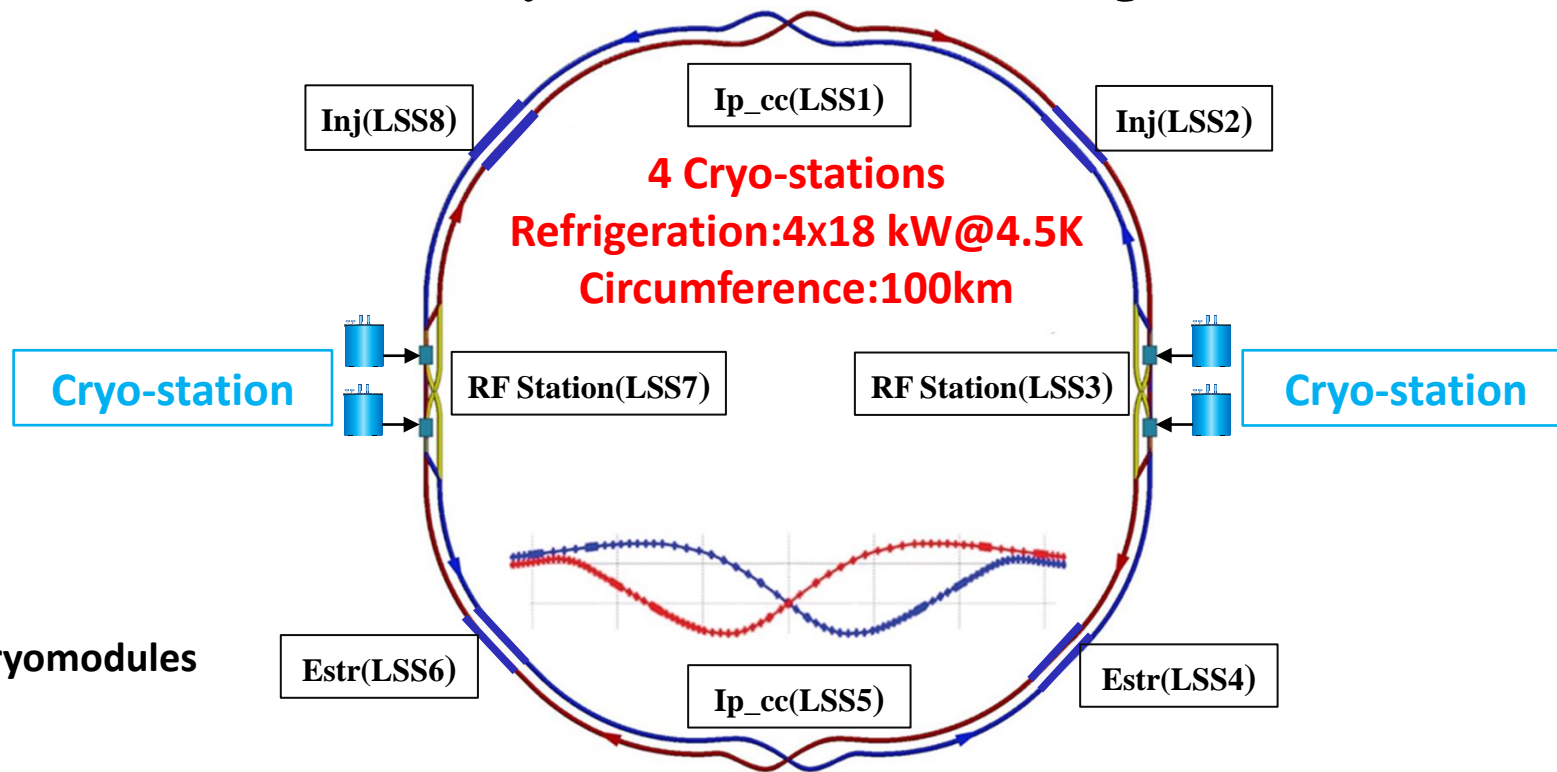 Ip_cc(LSS1)
Inj(LSS8)
Inj(LSS2)
4 Cryo-stations
Refrigeration:4x18 kW@4.5K
Circumference:100km
Cryo-station
RF Station(LSS7)
RF Station(LSS3)
Cryo-station
ryomodules
Estr(LSS6)
Ip_cc(LSS5)
Estr(LSS4)